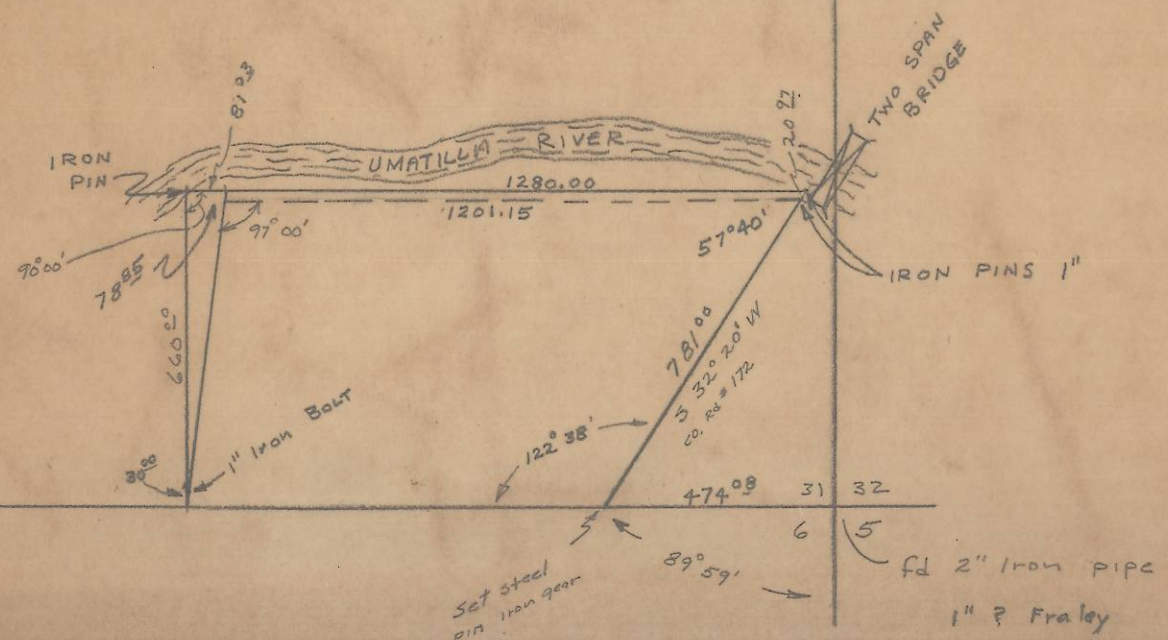 TWO SPAN
BRIDGE
81 03
20 97
IRON
PIN
UMATILLA RIVER
1280.00
1201.15
97°00'
57°40'
90°00'
78 85
IRON PINS 1"
660.00
781 00
S 32° 20' W
CO. Rd # 172
1" Iron BOLT
122° 38'
30 00
474 08
31 32
6 5
89° 59'
fd 2" Iron pipe
1" ? Fraley
Set steel
pin Iron gear